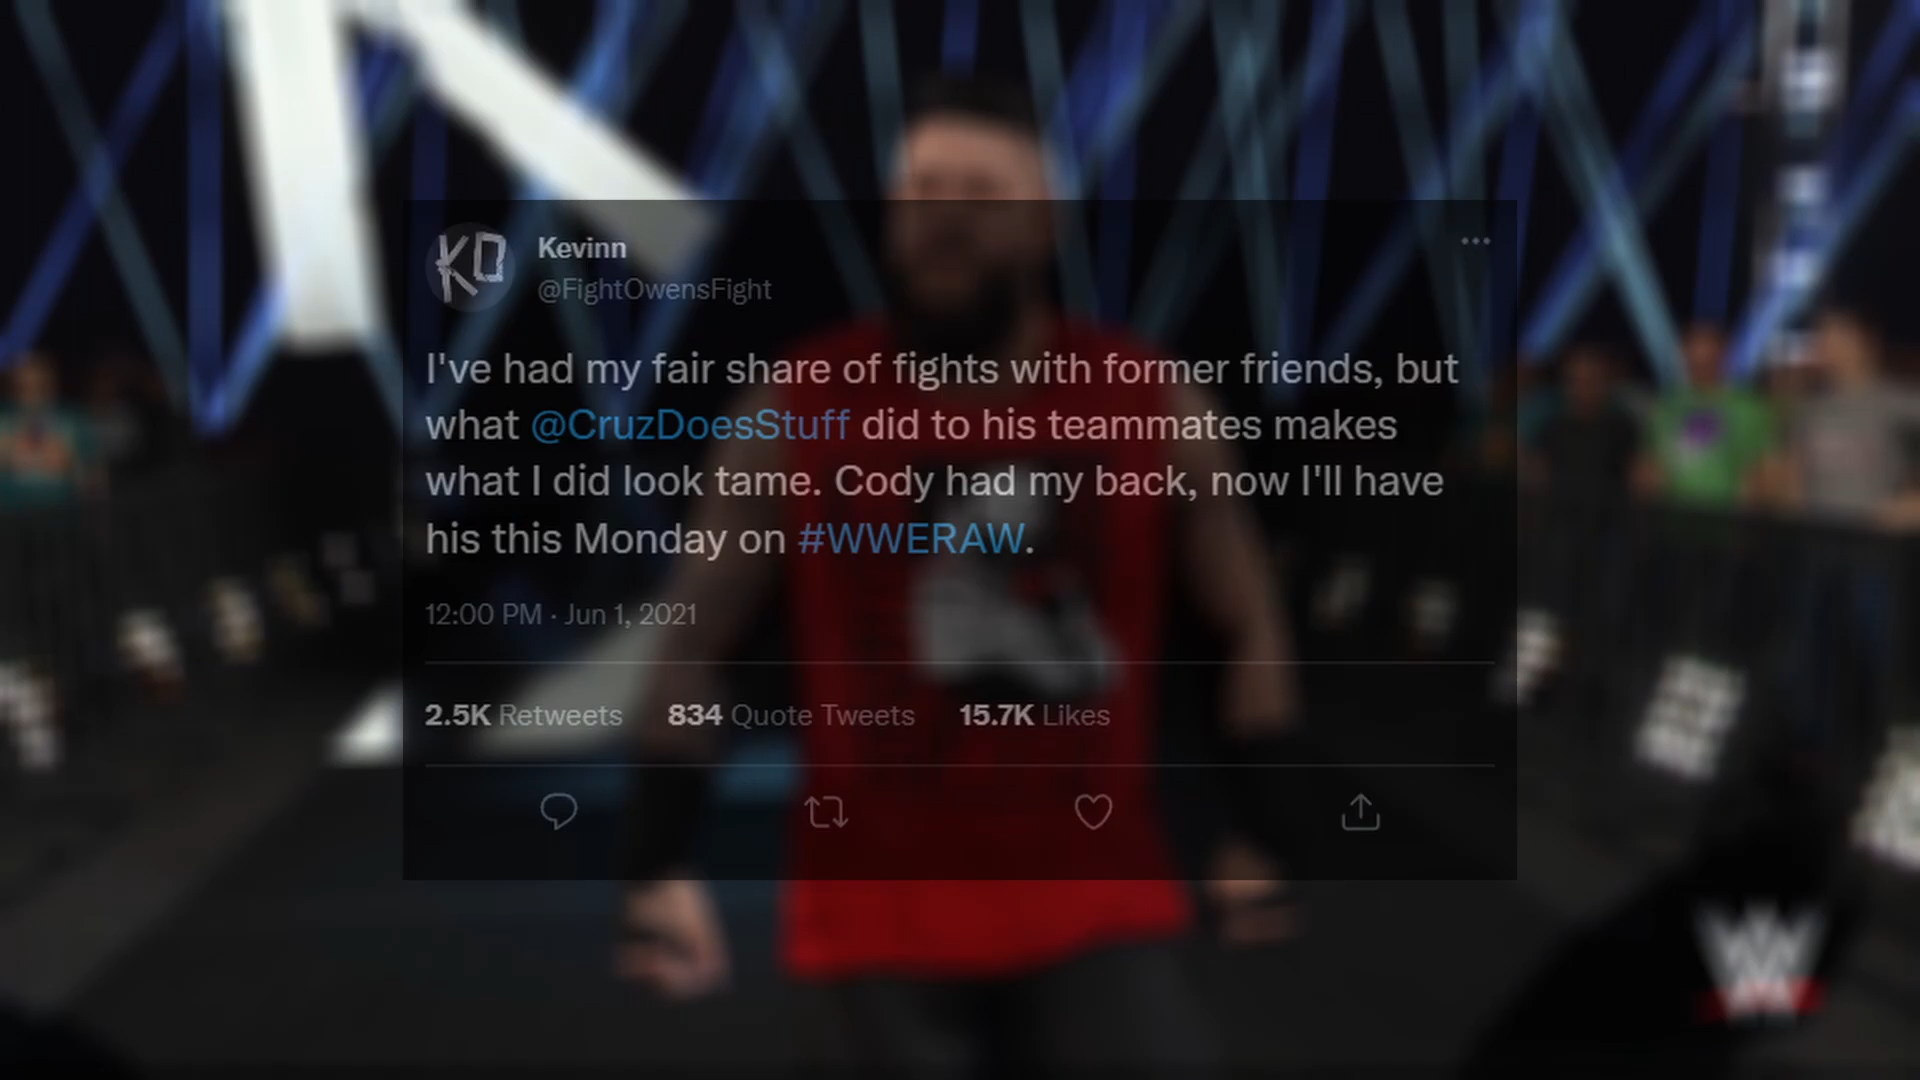 KO
Kevinn
@FightOwensFight
I've had my fair share of fights with former friends, but
what @CruzDoesStuff did to his teammates makes
what I did look tame. Cody had my back, now I'll have
his this Monday on #WWERAW.
12:00 PM · Jun 1, 2021
2.5K Retweets 834 Quote Tweets 15.7K Likes